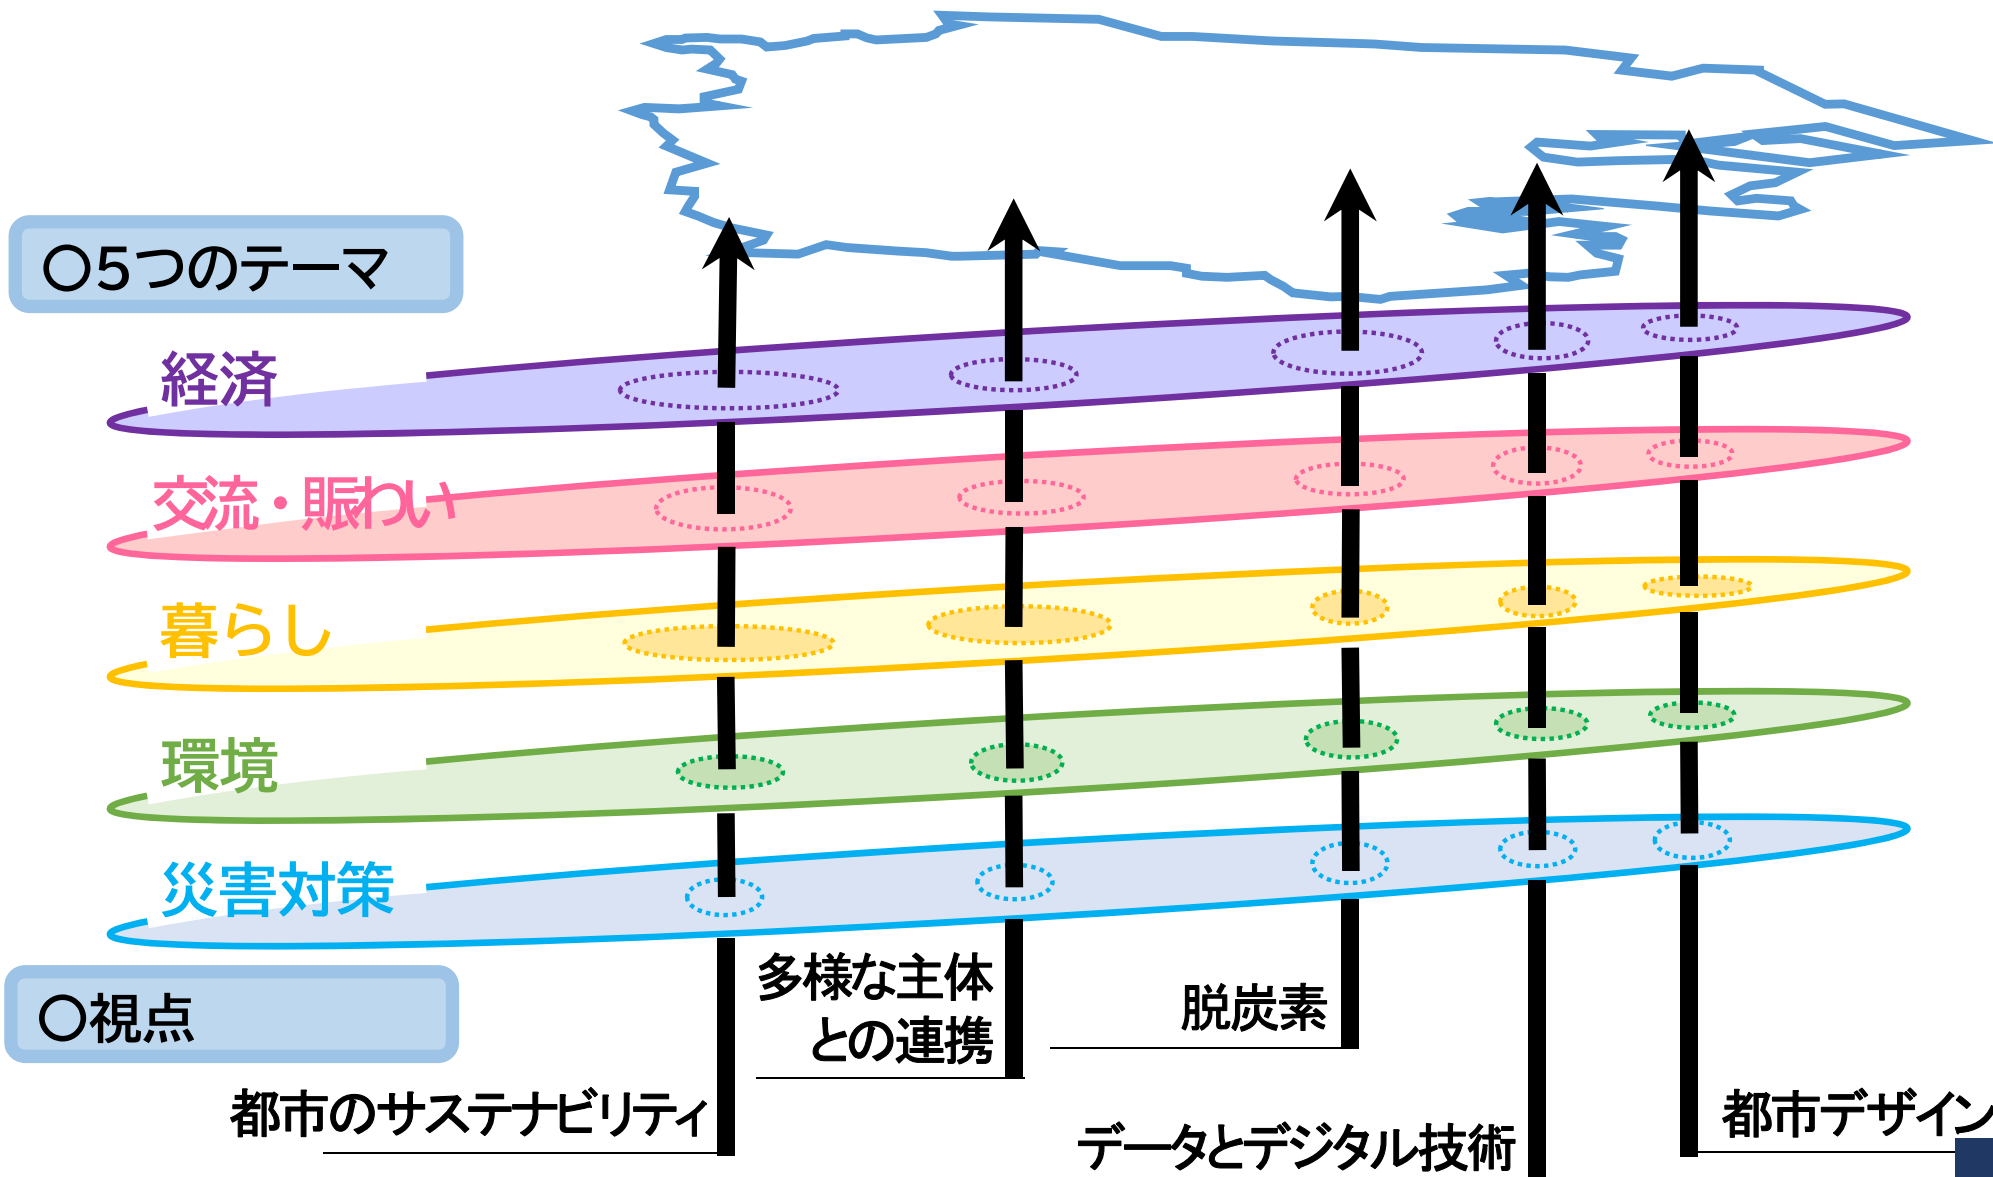 〇５つのテーマ
経済
交流・賑わい
暮らし
環境
災害対策
〇視点
多様な主体
との連携
脱炭素
都市のサステナビリティ
データとデジタル技術
都市デザイン